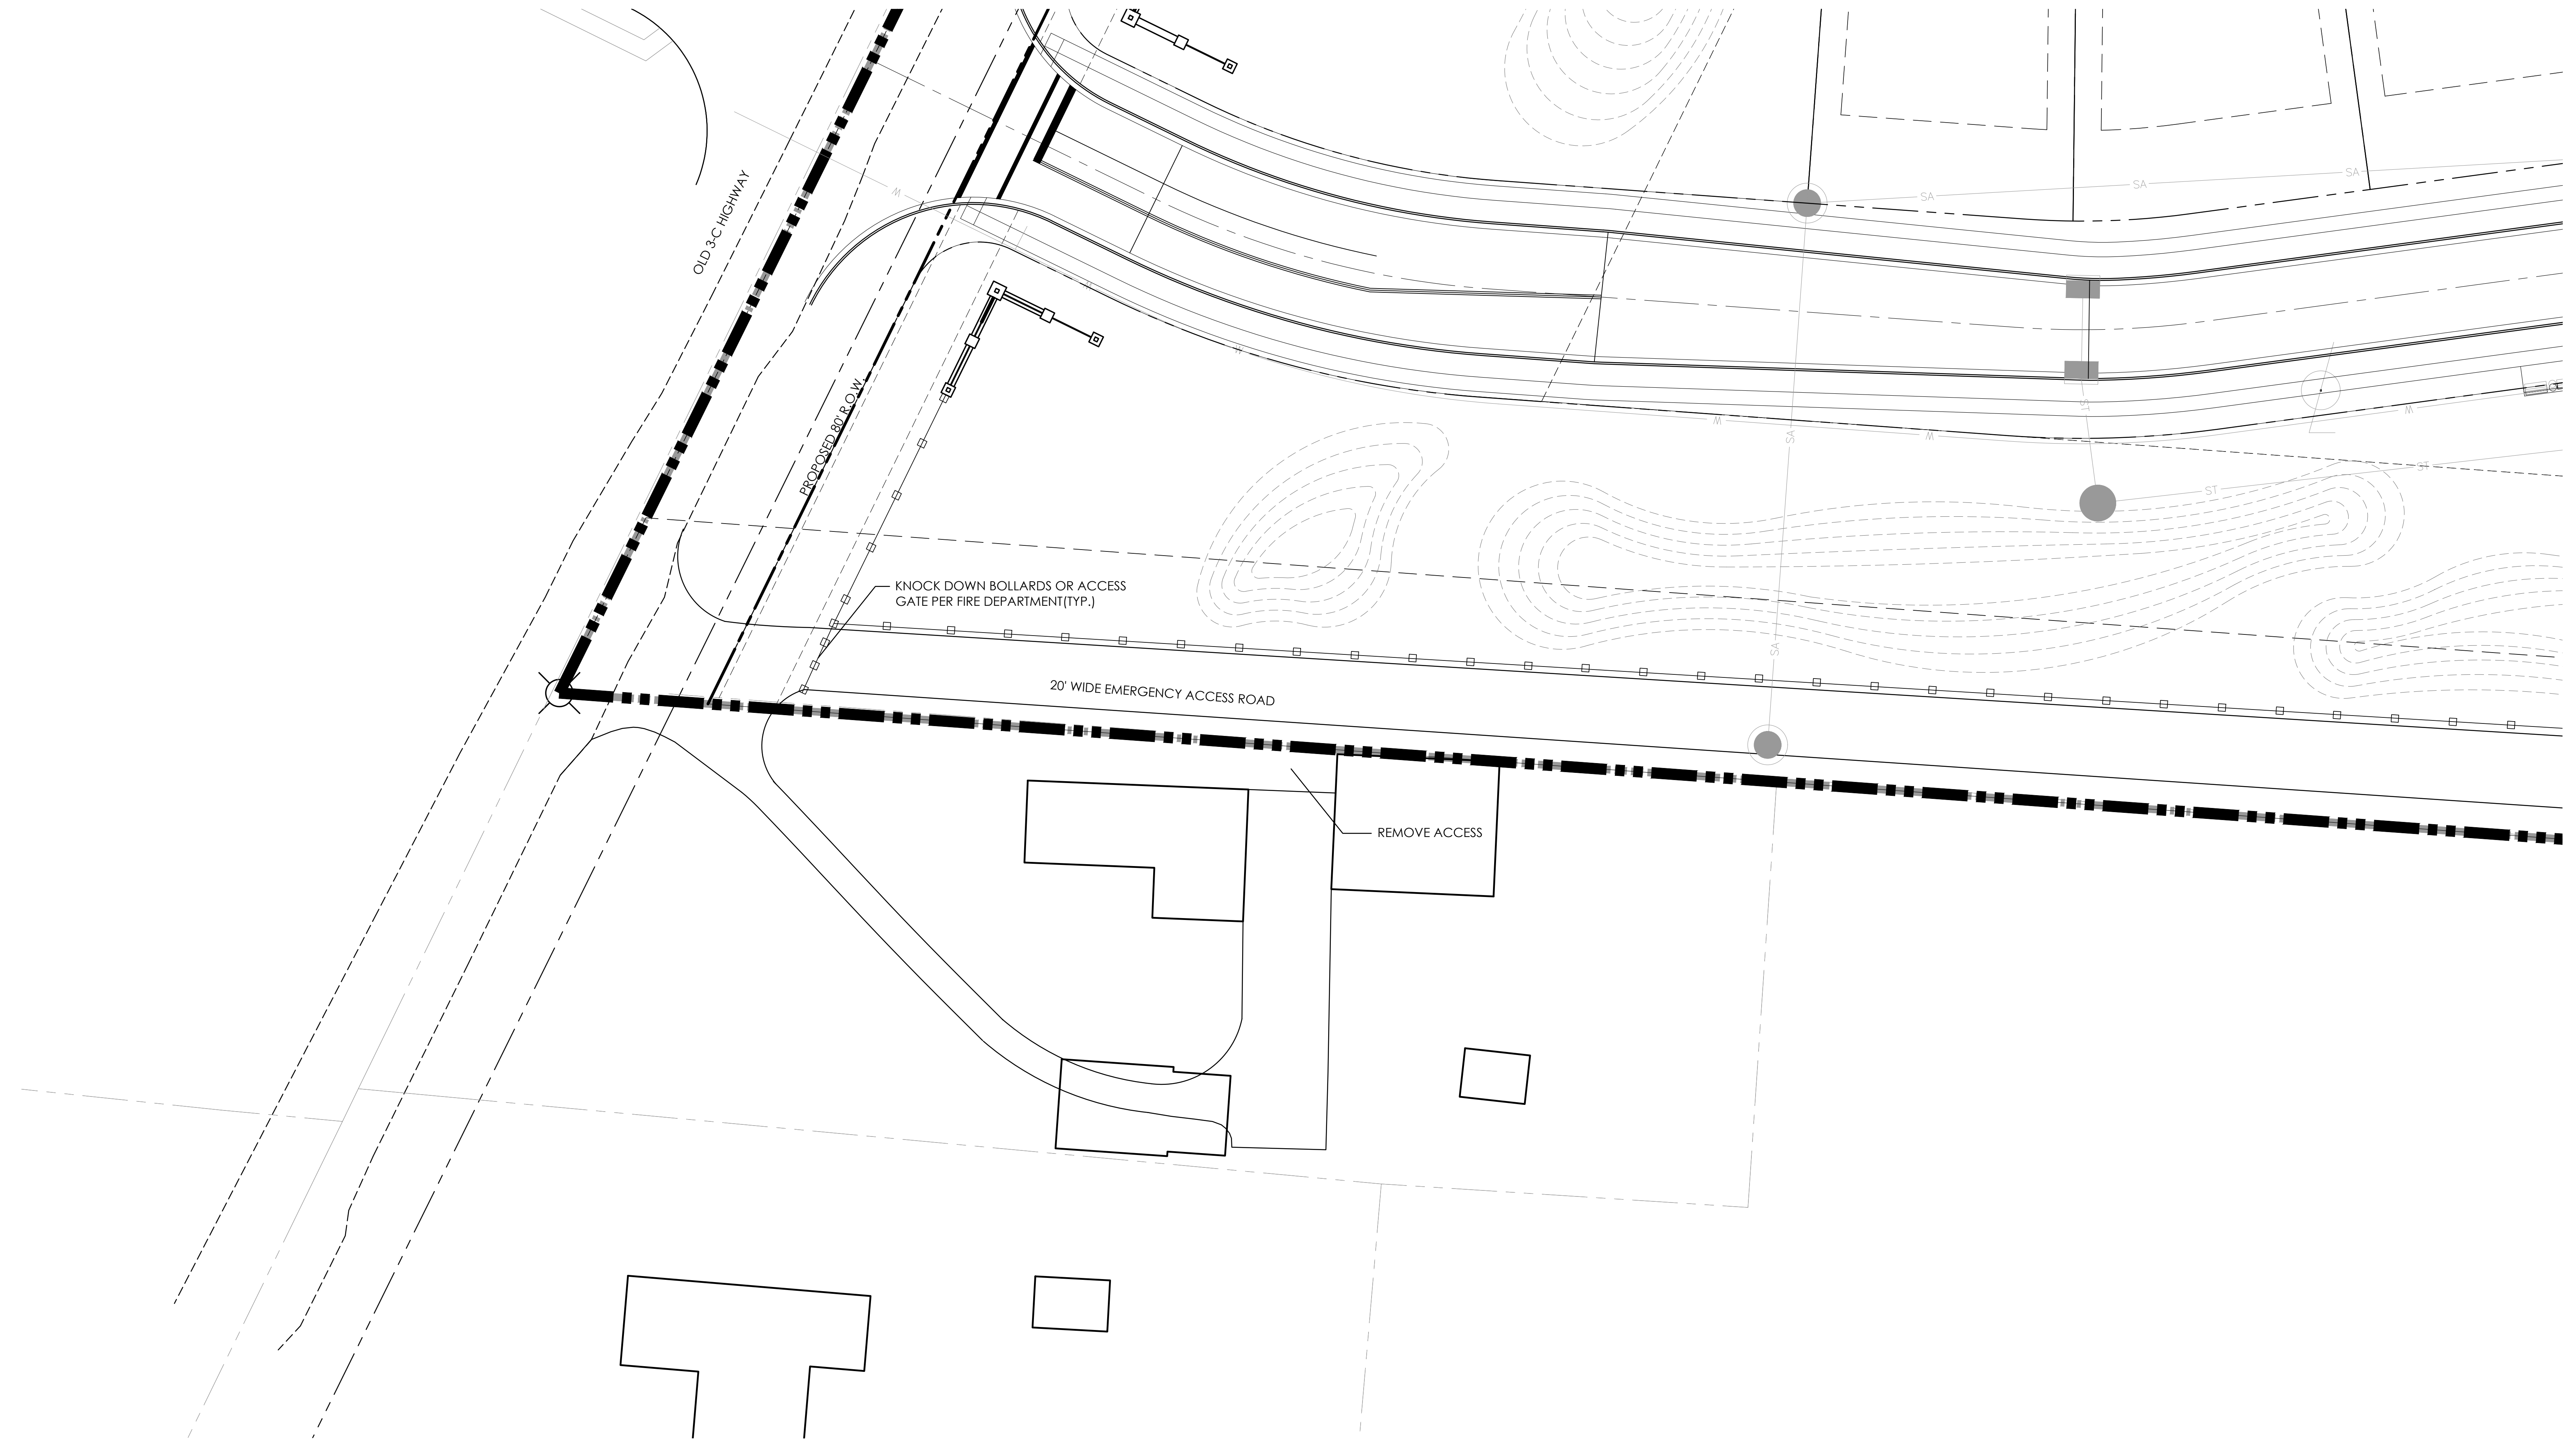 OLD 3-C HIGHWAY
W
SA
SA
SA
W
W
PROPOSED 80' R.O.W.
ST
W
W
W
SA
ST
ST
KNOCK DOWN BOLLARDS OR ACCESS
GATE PER FIRE DEPARTMENT(TYP.)
SA
20' WIDE EMERGENCY ACCESS ROAD
REMOVE ACCESS